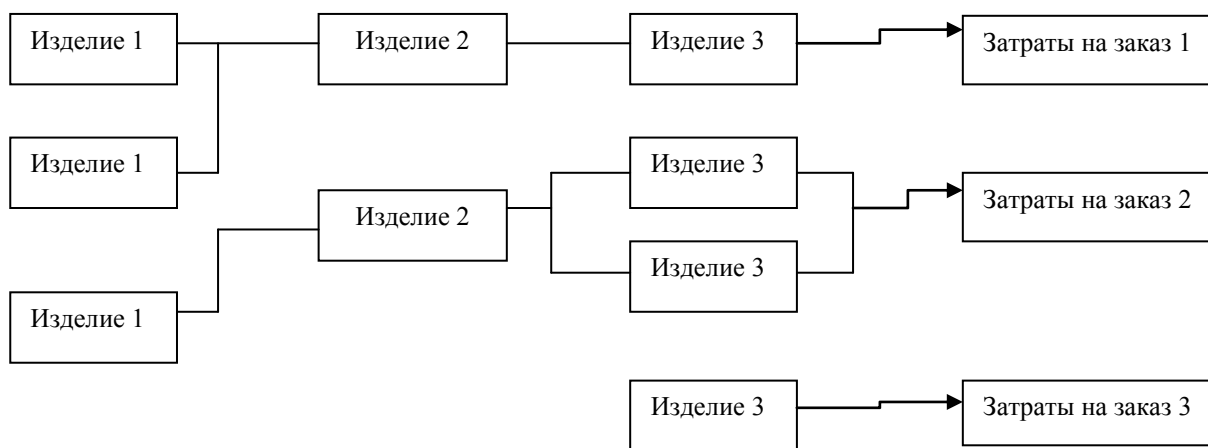 Изделие 1
Изделие 2
Изделие 3
Затраты на заказ 1
Изделие 1
Изделие 3
Затраты на заказ 2
Изделие 2
Изделие 3
Изделие 1
Изделие 3
Затраты на заказ 3